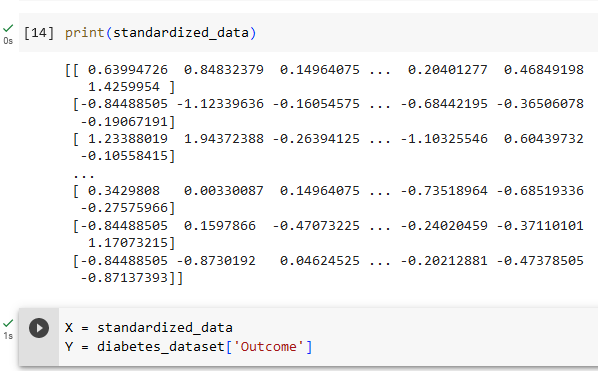 [14] print(standardized_data)
0s
[[ 0.63994726  0.84832379  0.14964075 ...  0.20401277  0.46849198
   1.4259954 ]
 [-0.84488505 -1.12339636 -0.16054575 ... -0.68442195 -0.36506078
  -0.19067191]
 [ 1.23388019  1.94372388 -0.26394125 ... -1.10325546  0.60439732
  -0.10558415]
 ...
 [ 0.3429808   0.00330087  0.14964075 ... -0.73518964 -0.68519336
  -0.27575966]
 [-0.84488505  0.1597866  -0.47073225 ... -0.24020459 -0.37110101
   1.17073215]
 [-0.84488505 -0.8730192   0.04624525 ... -0.20212881 -0.47378505
  -0.87137393]]
1s
X = standardized_data
Y = diabetes_dataset['Outcome']